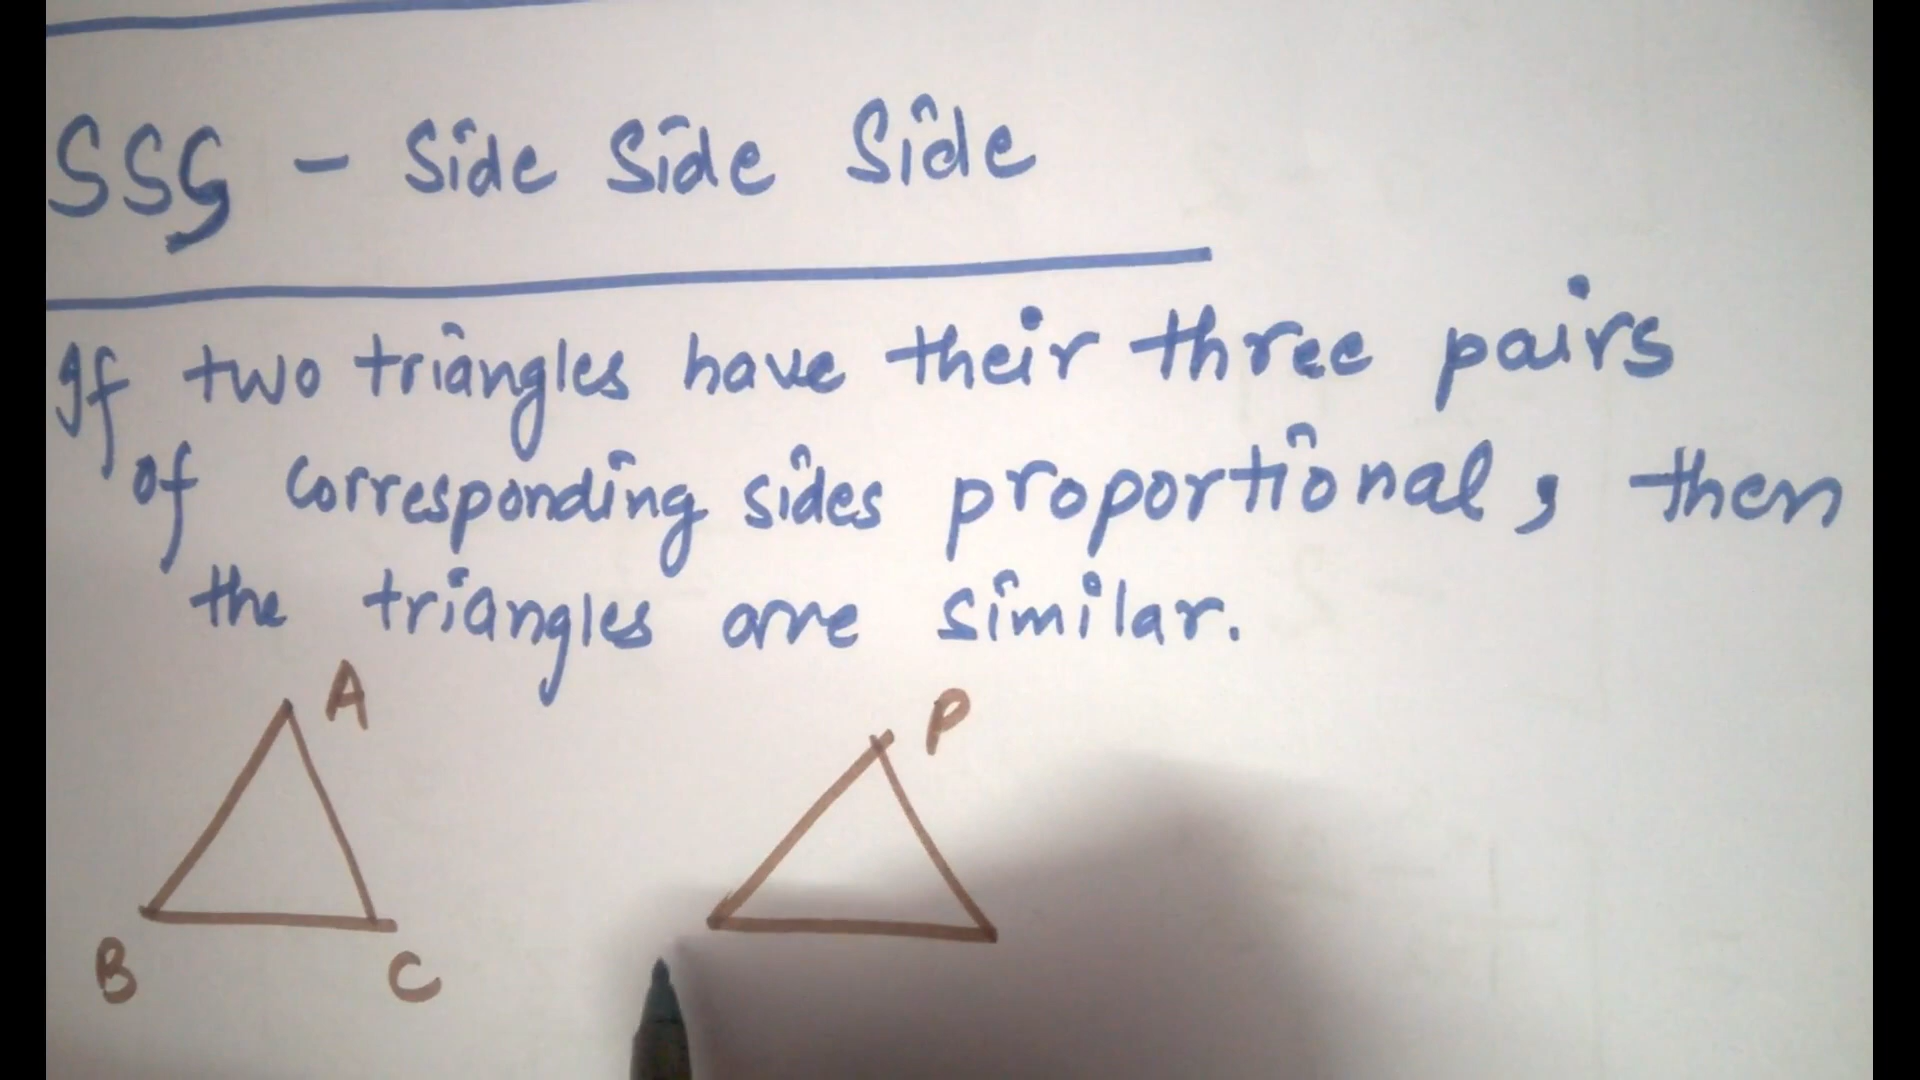 SSS - Side Side Side
If two triangles have their three pairs
of corresponding sides proportional, then
the triangles are similar.
A P
B C